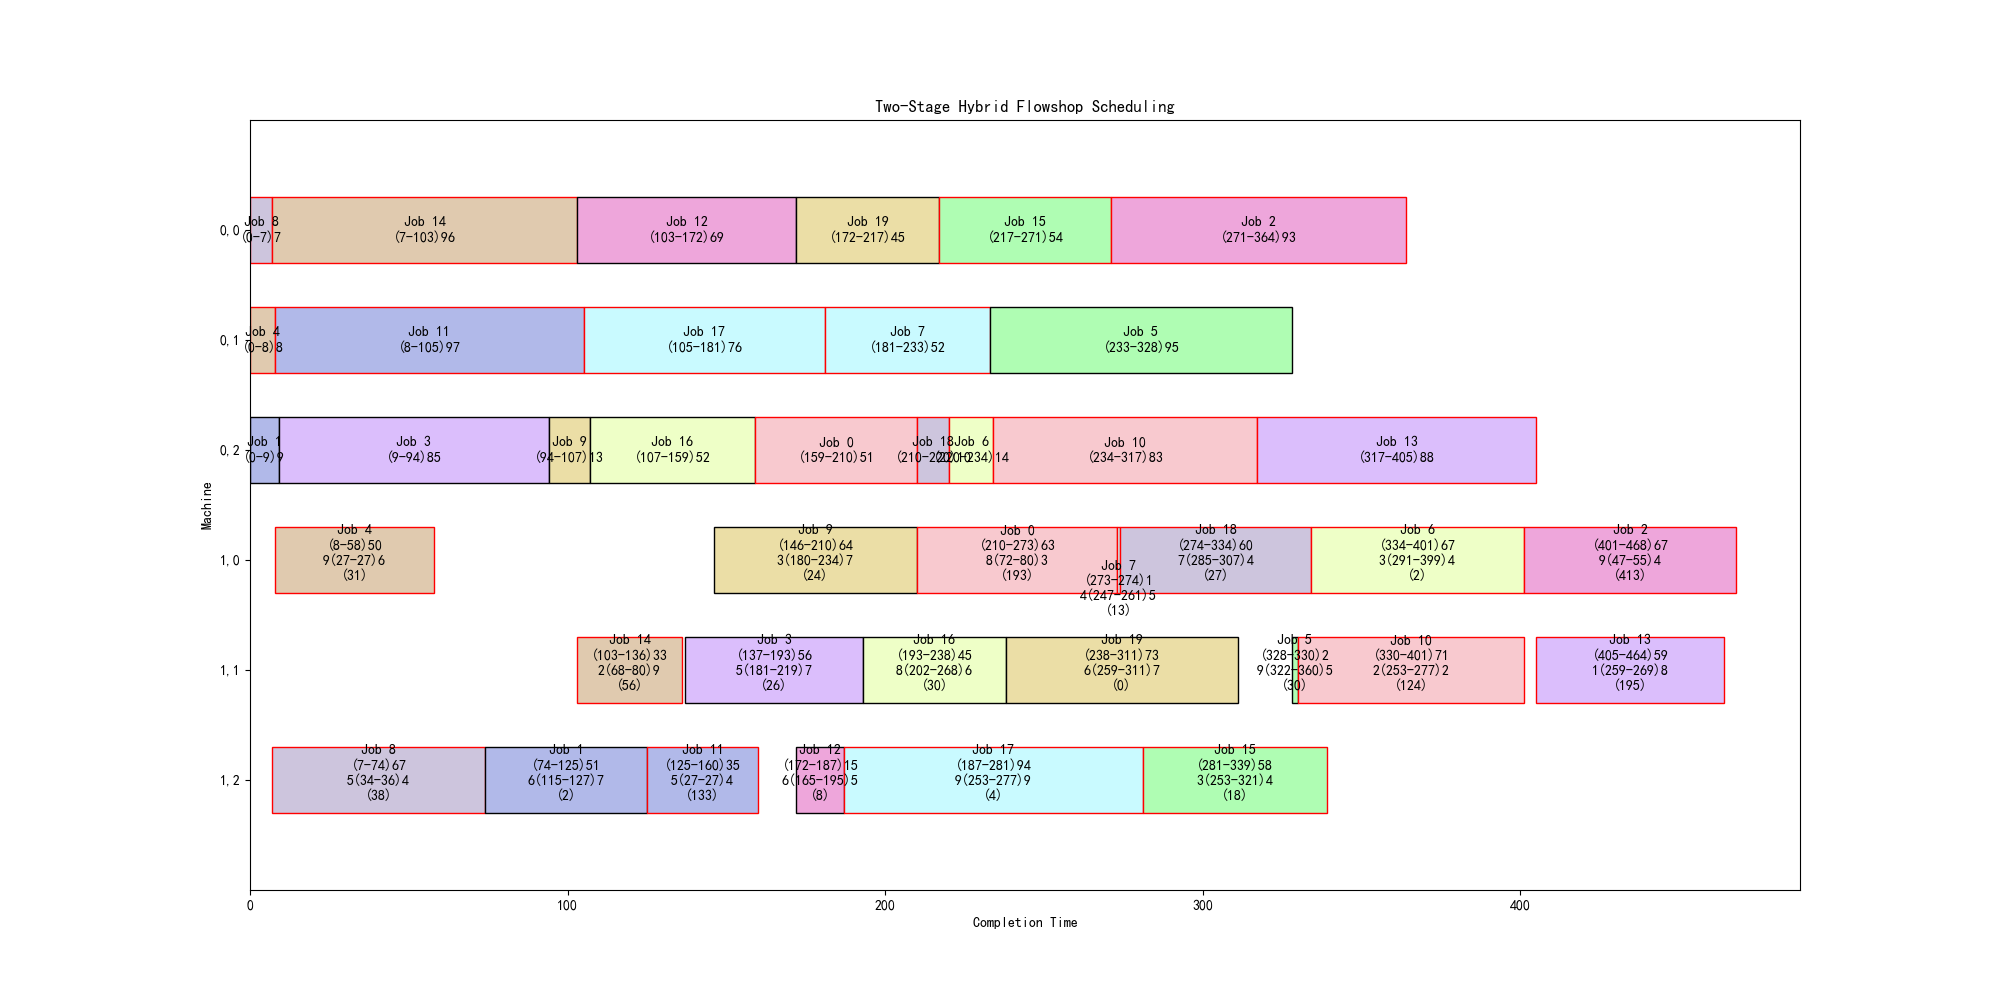 Two-Stage Hybrid Flowshop Scheduling
Machine
0,0
Job 8
(0-7)7
Job 14
(7-103)96
Job 12
(103-172)69
Job 19
(172-217)45
Job 15
(217-271)54
Job 2
(271-364)93
0,1
Job 4
(0-8)8
Job 11
(8-105)97
Job 17
(105-181)76
Job 7
(181-233)52
Job 5
(233-328)95
0,2
Job 1
(0-9)9
Job 3
(9-94)85
Job 9
(94-107)13
Job 16
(107-159)52
Job 0
(159-210)51
Job 18
(210-220)10
Job 6
(220-234)14
Job 10
(234-317)83
Job 13
(317-405)88
1,0
Job 4
(8-58)50
9(27-27)6
(31)
Job 9
(146-210)64
3(180-234)7
(24)
Job 0
(210-273)63
8(72-80)3
(193)
Job 7
(273-274)1
4(247-261)5
(13)
Job 18
(274-334)60
7(285-307)4
(27)
Job 6
(334-401)67
3(291-399)4
(2)
Job 2
(401-468)67
9(47-55)4
(413)
1,1
Job 14
(103-136)33
2(68-80)9
(56)
Job 3
(137-193)56
5(181-219)7
(26)
Job 16
(193-238)45
8(202-268)6
(30)
Job 19
(238-311)73
6(259-311)7
(0)
Job 5
(328-330)2
9(322-360)5
(30)
Job 10
(330-401)71
2(253-277)2
(124)
Job 13
(405-464)59
1(259-269)8
(195)
1,2
Job 8
(7-74)67
5(34-36)4
(38)
Job 1
(74-125)51
6(115-127)7
(2)
Job 11
(125-160)35
5(27-27)4
(133)
Job 12
(172-187)15
6(165-195)5
(8)
Job 17
(187-281)94
9(253-277)9
(4)
Job 15
(281-339)58
3(253-321)4
(18)
0 100 200 300 400
Completion Time